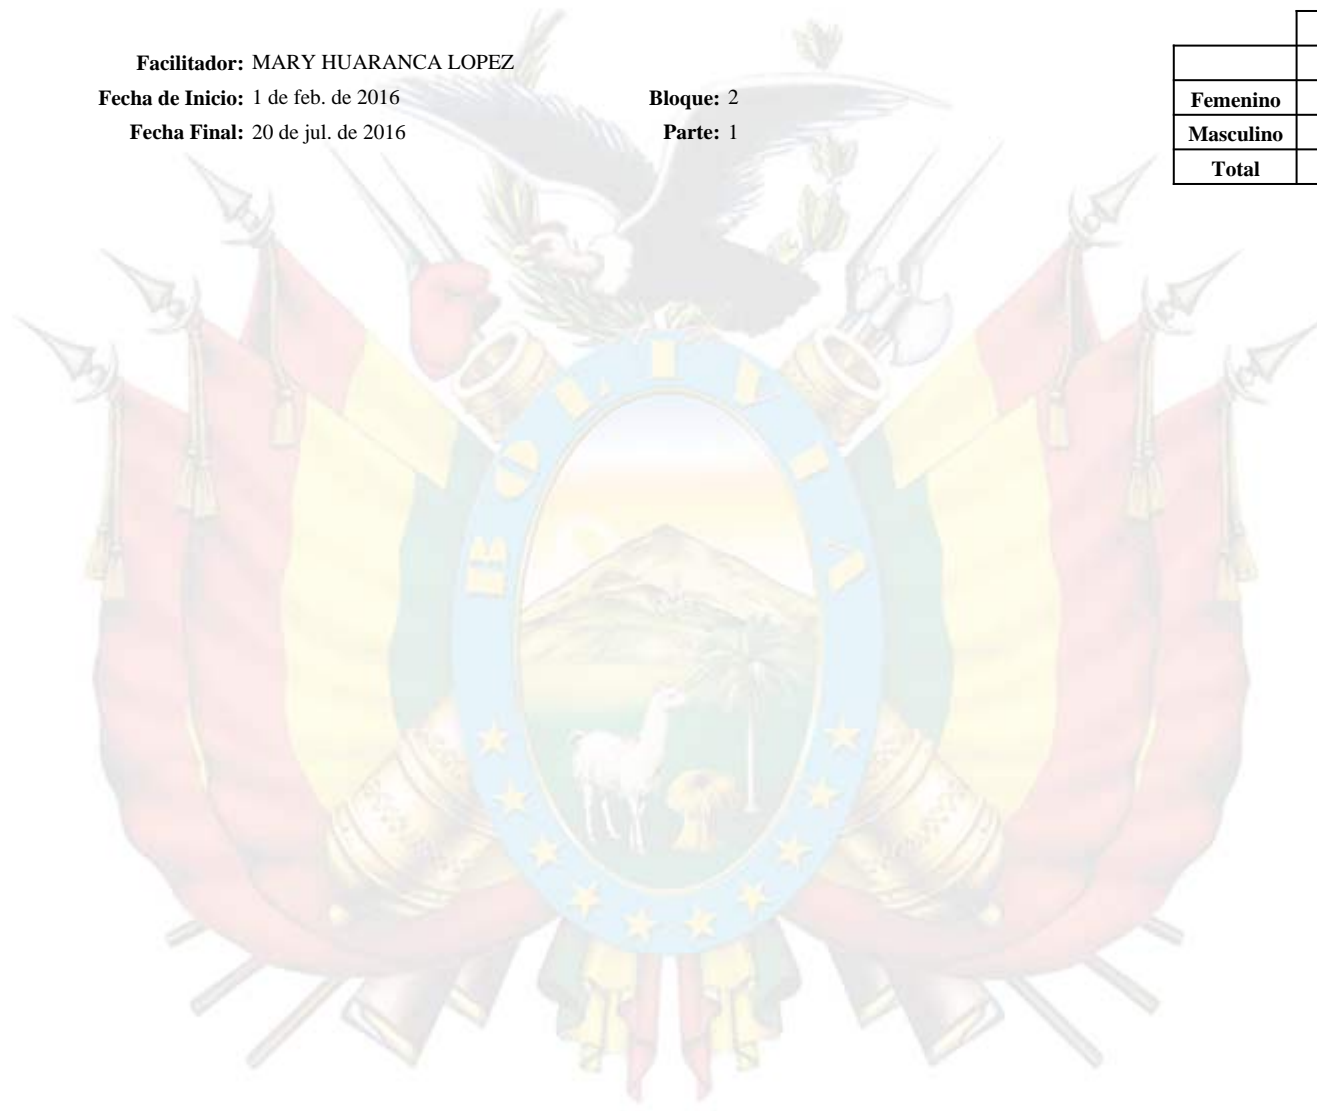 Facilitador: MARY HUARANCA LOPEZ
Fecha de Inicio: 1 de feb. de 2016 Bloque: 2
Fecha Final: 20 de jul. de 2016 Parte: 1
Femenino
Masculino
Total
BOLIVIA